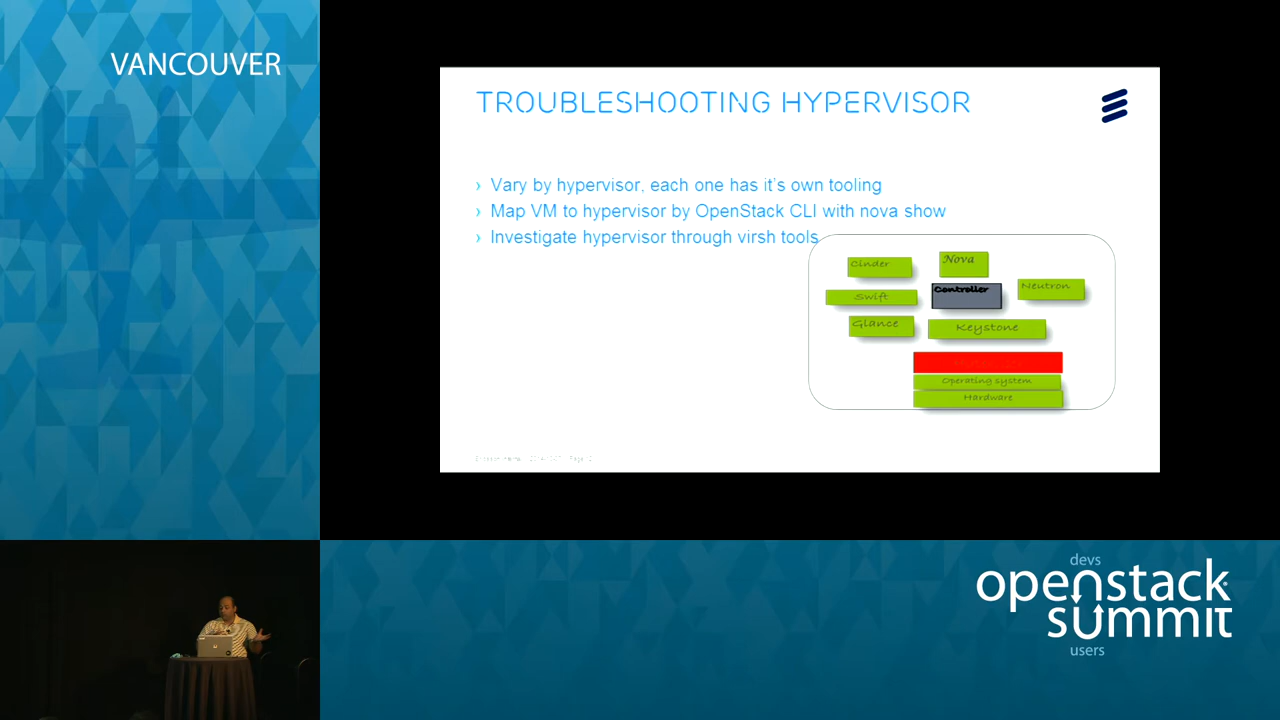 VANCOUVER
TROUBLESHOOTING HYPERVISOR
› Vary by hypervisor, each one has it's own tooling
› Map VM to hypervisor by OpenStack CLI with nova show
› Investigate hypervisor through virsh tools
Cinder
Nova
Swift
Controller
Neutron
Glance
Keystone
Operating system
Hardware
devs
openstack
summit
users